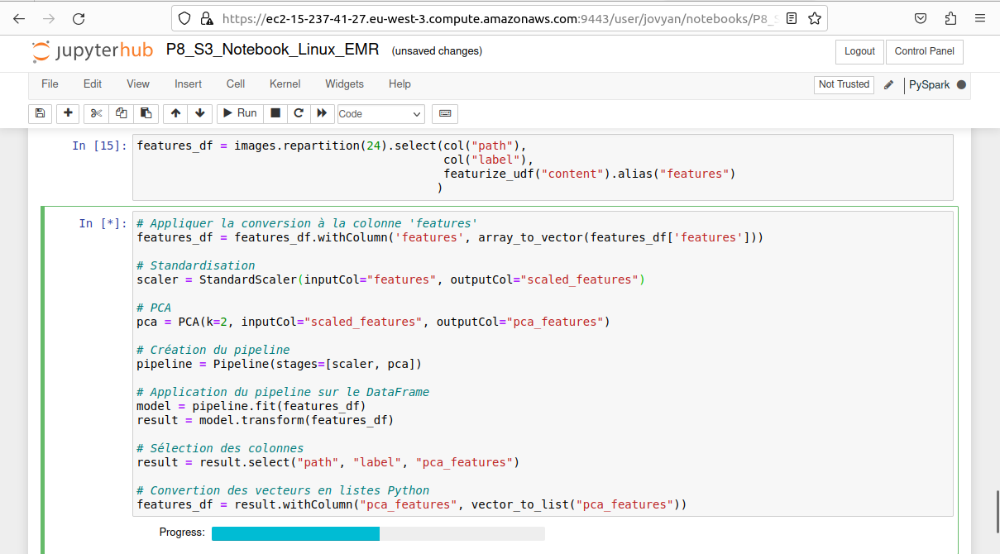 https://ec2-15-237-41-27.eu-west-3.compute.amazonaws.com:9443/user/jovyan/notebooks/P8_S
jupyterhub P8_S3_Notebook_Linux_EMR (unsaved changes) Logout Control Panel
File Edit View Insert Cell Kernel Widgets Help Not Trusted PySpark
Run Code
In [15]: features_df = images.repartition(24).select(col("path"),
col("label"),
featurize_udf("content").alias("features")
)
In [*]: # Appliquer la conversion à la colonne 'features'
features_df = features_df.withColumn('features', array_to_vector(features_df['features']))
# Standardisation
scaler = StandardScaler(inputCol="features", outputCol="scaled_features")
# PCA
pca = PCA(k=2, inputCol="scaled_features", outputCol="pca_features")
# Création du pipeline
pipeline = Pipeline(stages=[scaler, pca])
# Application du pipeline sur le DataFrame
model = pipeline.fit(features_df)
result = model.transform(features_df)
# Sélection des colonnes
result = result.select("path", "label", "pca_features")
# Convertion des vecteurs en listes Python
features_df = result.withColumn("pca_features", vector_to_list("pca_features"))
Progress: